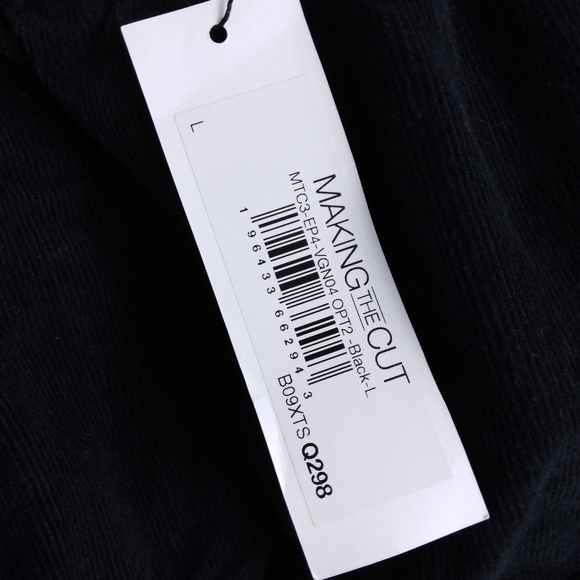 L
MAKING THE CUT
MTC3-EP4-VGN04 OPT2 -Black-L
1 96433 66294 3
B09XTS Q298